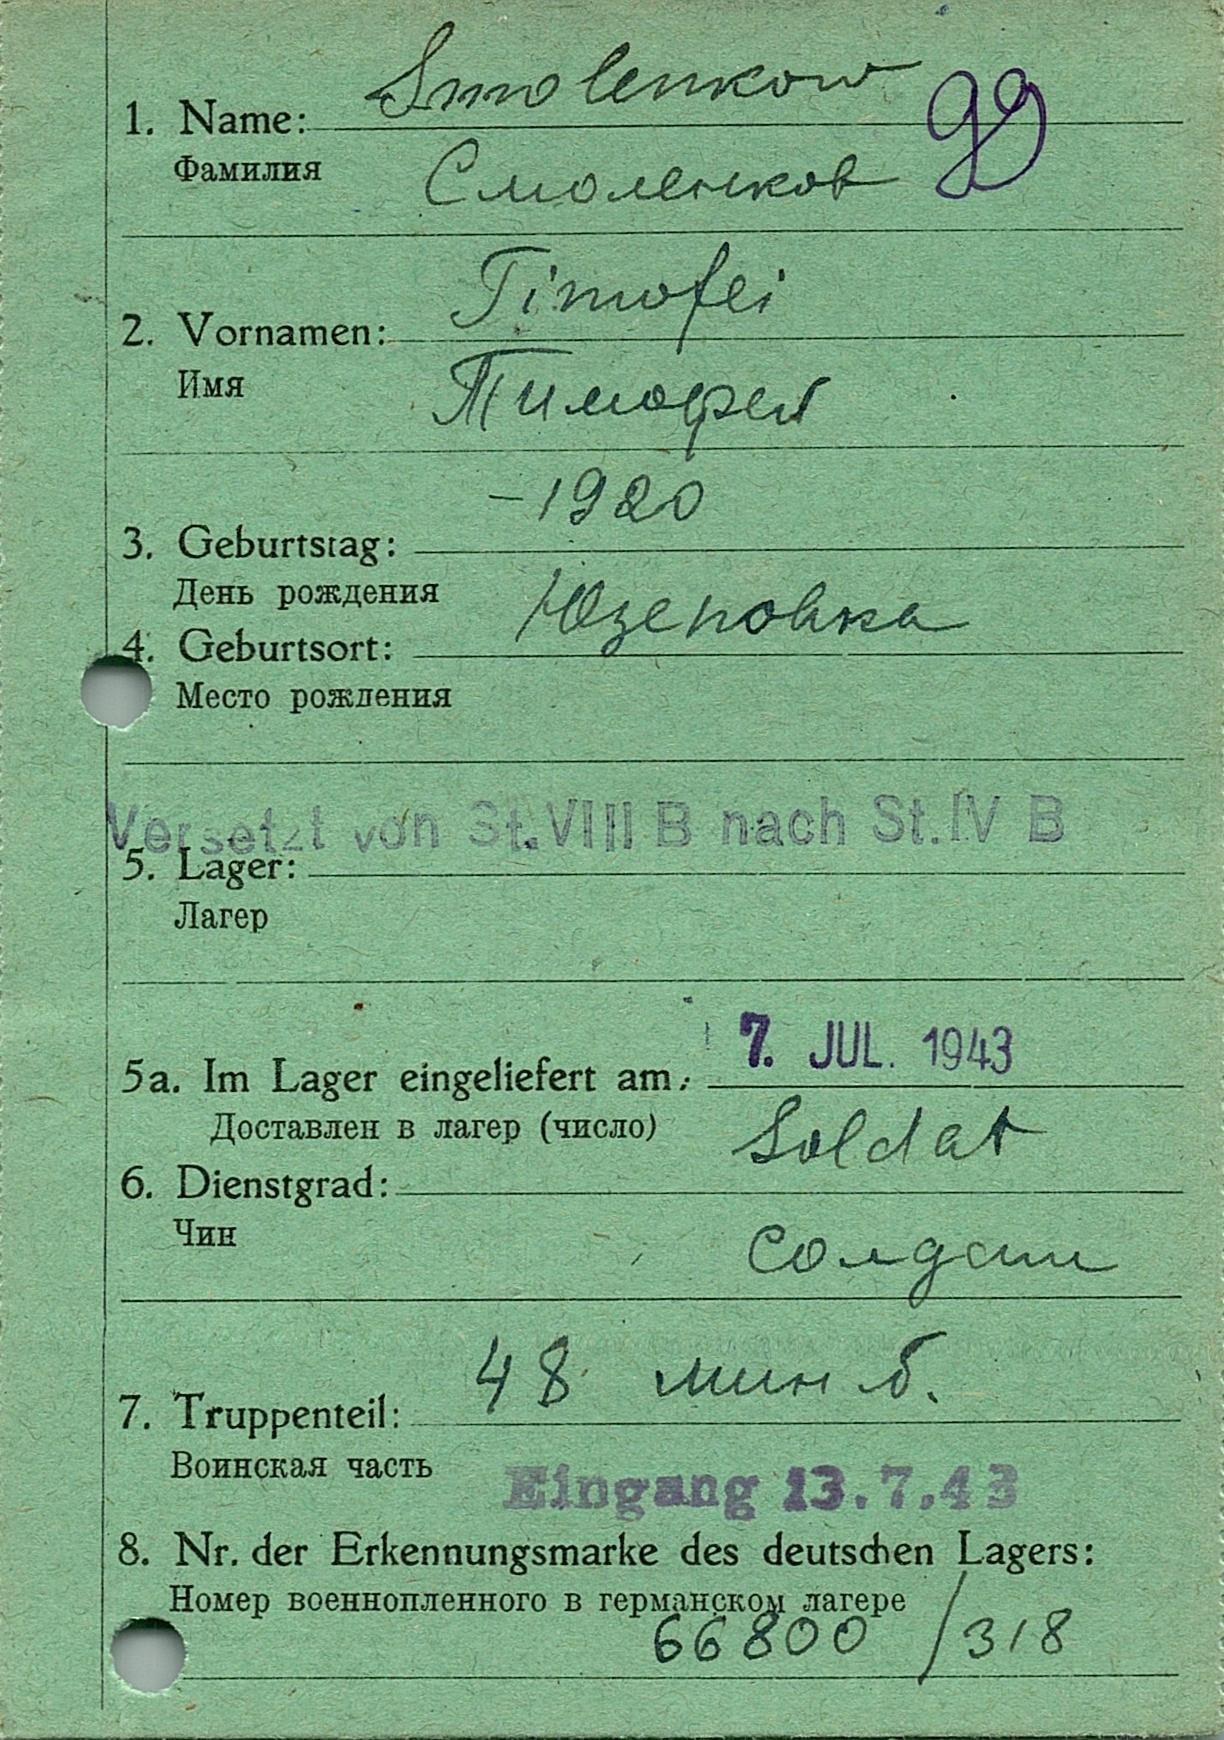 Smolenkow
1. Name:
99
Фамилия
Смоленков
Timofei
2. Vornamen:
Имя
Тимофей
-1920
3. Geburtstag:
День рождения
Юзеповка
4. Geburtsort:
Место рождения
Versetzt von St. VIII B nach St. IV B
5. Lager:
Лагер
7. JUL. 1943
5a. Im Lager eingeliefert am:
Доставлен в лагер (число)
Soldat
6. Dienstgrad:
Чин
солдат
48 мин б.
7. Truppenteil:
Воинская часть
Eingang 13.7.43
8. Nr. der Erkennungsmarke des deutschen Lagers:
Номер военнопленного в германском лагере
66800 / 318